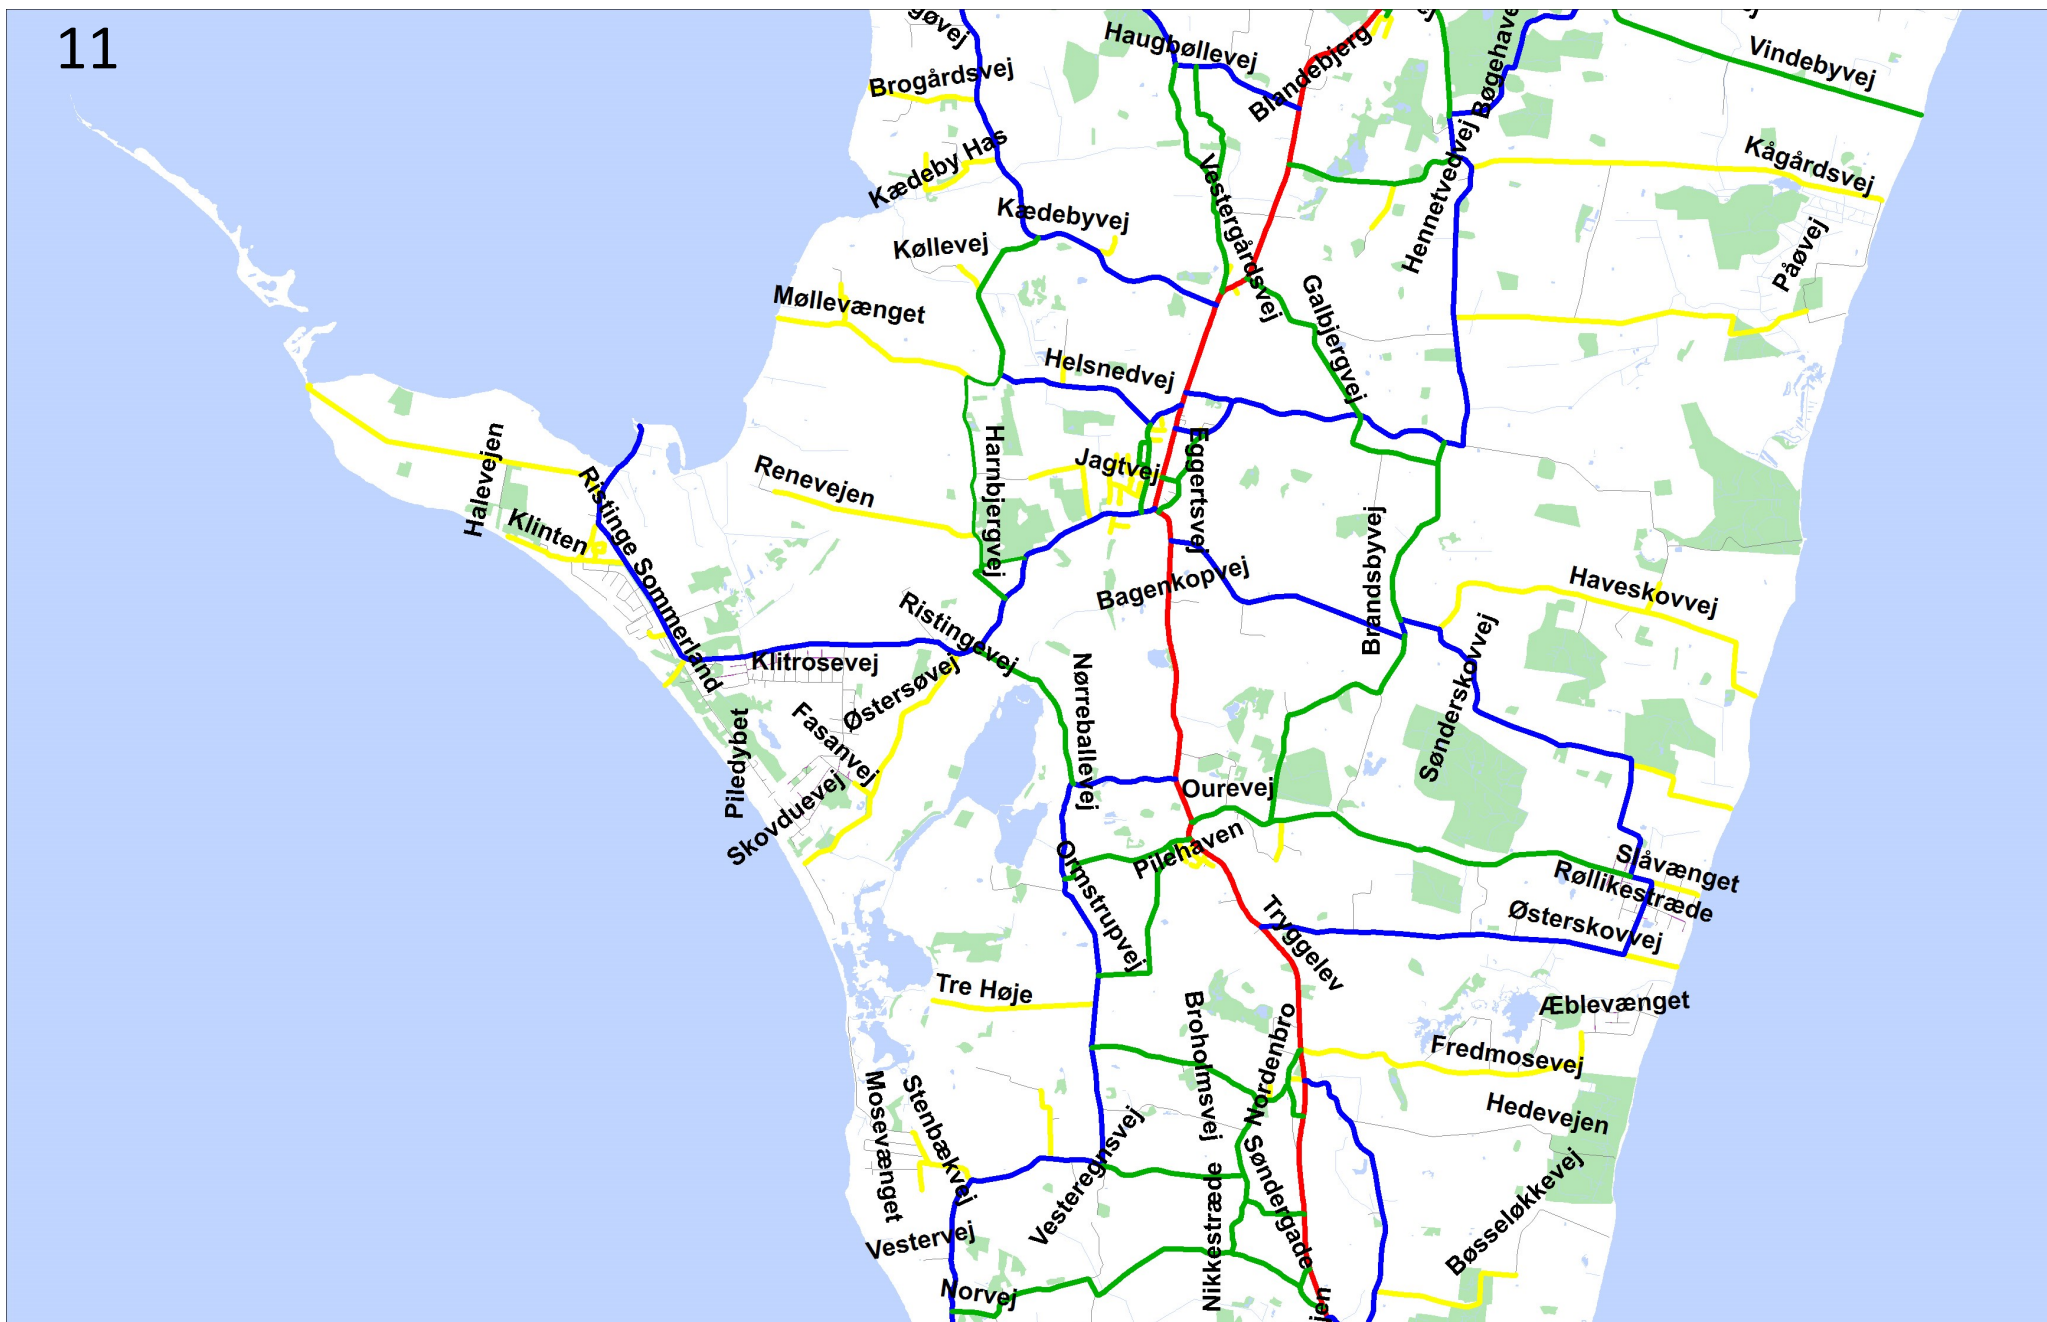 11
Haugbøllevej
Blandebjerg
Vindebyvej
Brogårdsvej
Kågårdsvej
Kædeby Has
Vestergårdsvej
Hennetvedvej
Kædebyvej
Køllevej
Påøvej
Møllevænget
Galbjergvej
Helsnedvej
Halevejen
Harnbjergvej
Jagtvej
Eggertsvej
Renevejen
Ristinge Sommerland
Klinten
Brandsbyvej
Bagenkopvej
Haveskovvej
Ristingevej
Sønderskovvej
Klitrosevej
Østersøvej
Nørreballevej
Fasanvej
Piledybet
Skovduevej
Ourevej
Pilehaven
Ormstrupvej
Slåvænget
Røllikestræde
Østerskovvej
Tryggelev
Tre Høje
Æblevænget
Broholmsvej
Nordenbro
Fredmosevej
Mosevænget
Stenbækvej
Hedevejen
Vesteregnsvej
Søndergade
Nikkestræde
Bøsseløkkevej
Vestervej
Norvej